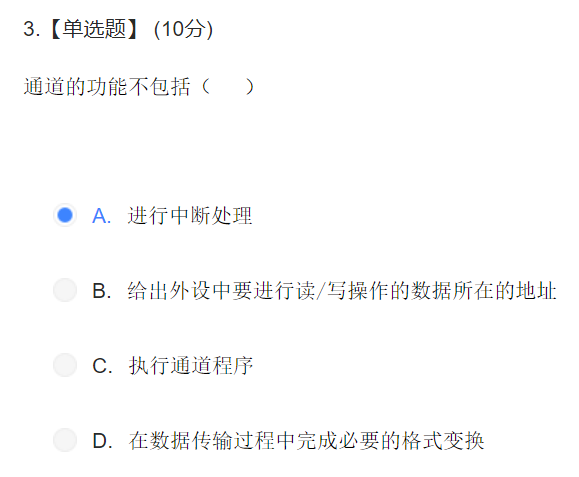 3.【单选题】 (10分)
通道的功能不包括（ ）
A. 进行中断处理
B. 给出外设中要进行读/写操作的数据所在的地址
C. 执行通道程序
D. 在数据传输过程中完成必要的格式变换